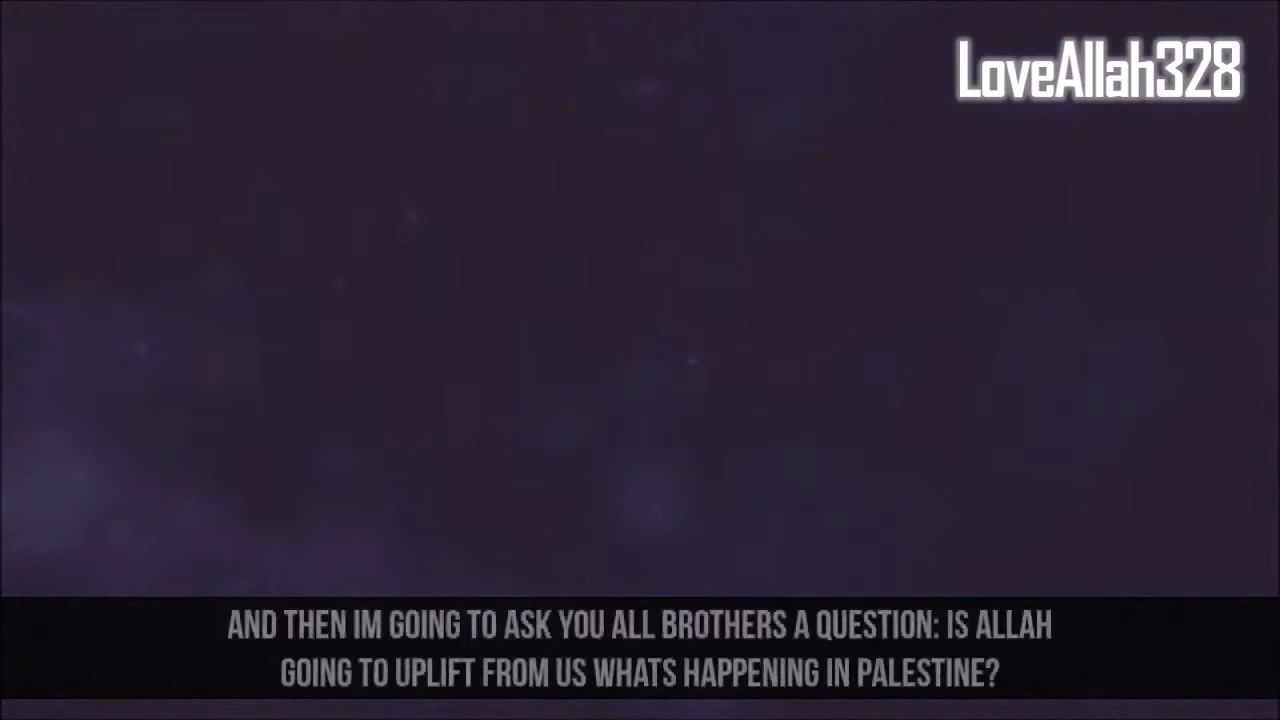 LoveAllah328
AND THEN IM GOING TO ASK YOU ALL BROTHERS A QUESTION: IS ALLAH
GOING TO UPLIFT FROM US WHATS HAPPENING IN PALESTINE?